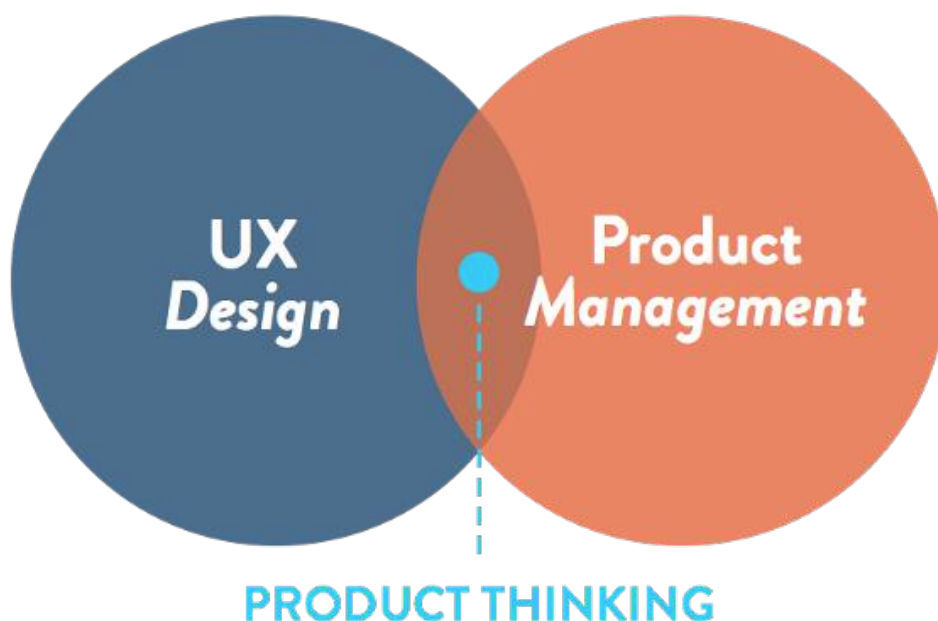 UX
Design
Product
Management
PRODUCT THINKING